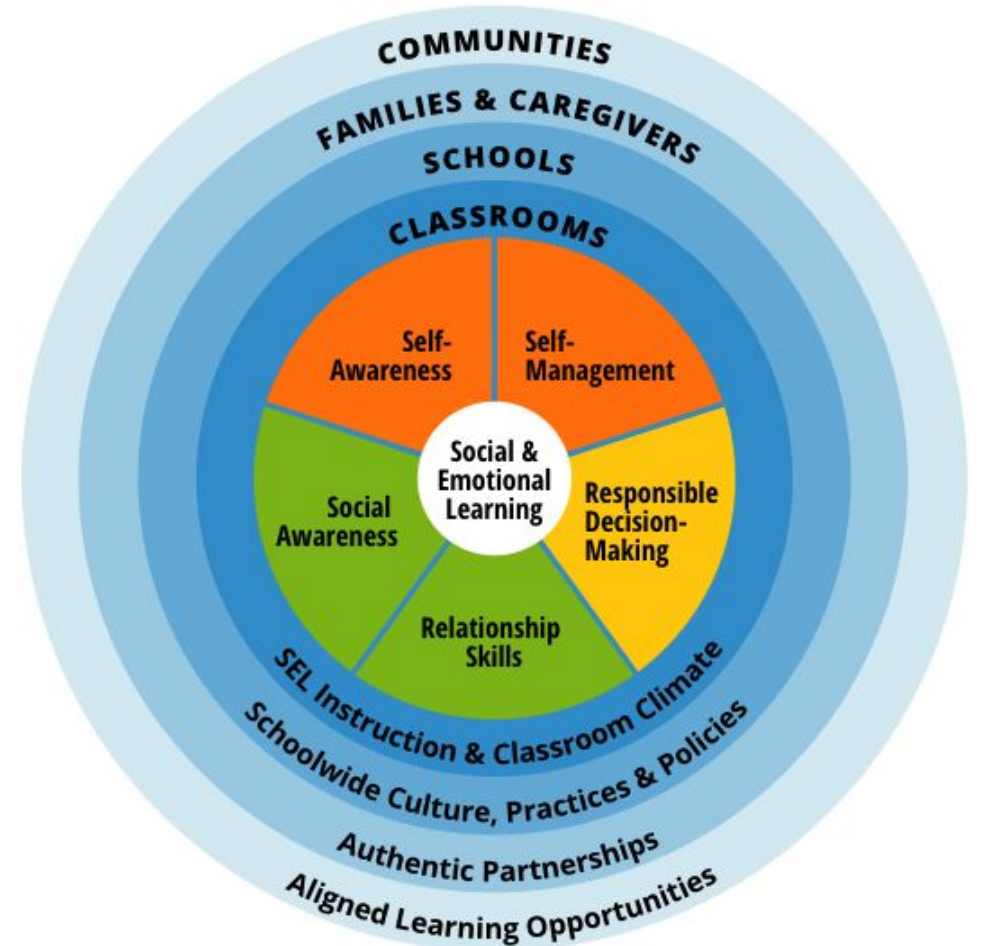 COMMUNITIES
FAMILIES & CAREGIVERS
SCHOOLS
CLASSROOMS
Self-
Awareness
Self-
Management
Social &
Emotional
Learning
Social
Awareness
Responsible
Decision-
Making
Relationship
Skills
SEL Instruction & Classroom Climate
Schoolwide Culture, Practices & Policies
Authentic Partnerships
Aligned Learning Opportunities